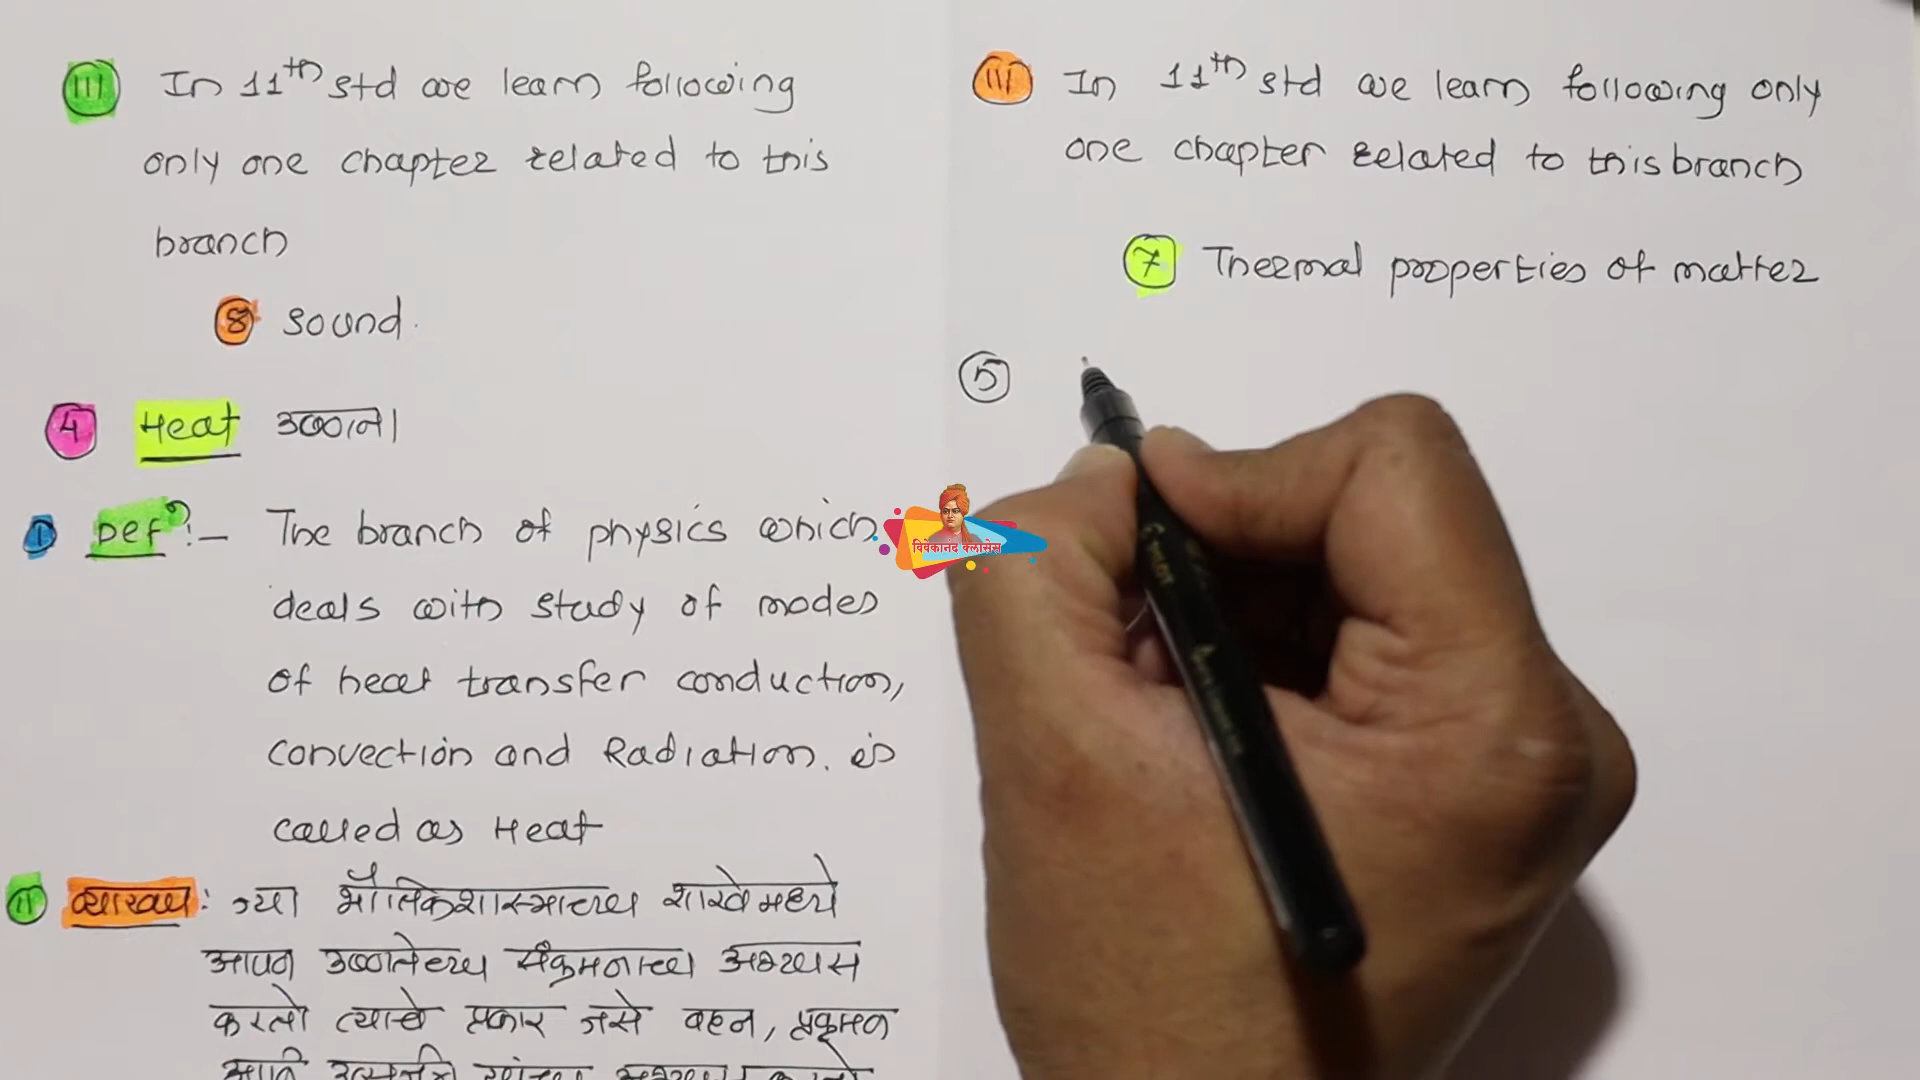 III In 11th std we learn following
only one chapter related to this
branch
8 sound.
4 Heat उष्णता
I Defn :- The branch of physics which
deals with study of modes
of heat transfer conduction,
convection and Radiation. is
called as Heat
II व्याख्या : ज्या भौतिकशास्त्राच्या शाखेमध्ये
आपण उष्णतेच्या संक्रमनाचा अभ्यास
करतो त्याचे प्रकार जसे वहन, प्रक्रमण
आणि
III In 11th std we learn following only
one chapter related to this branch
7 Thermal properties of matter
5
विवेकानंद क्लासेस